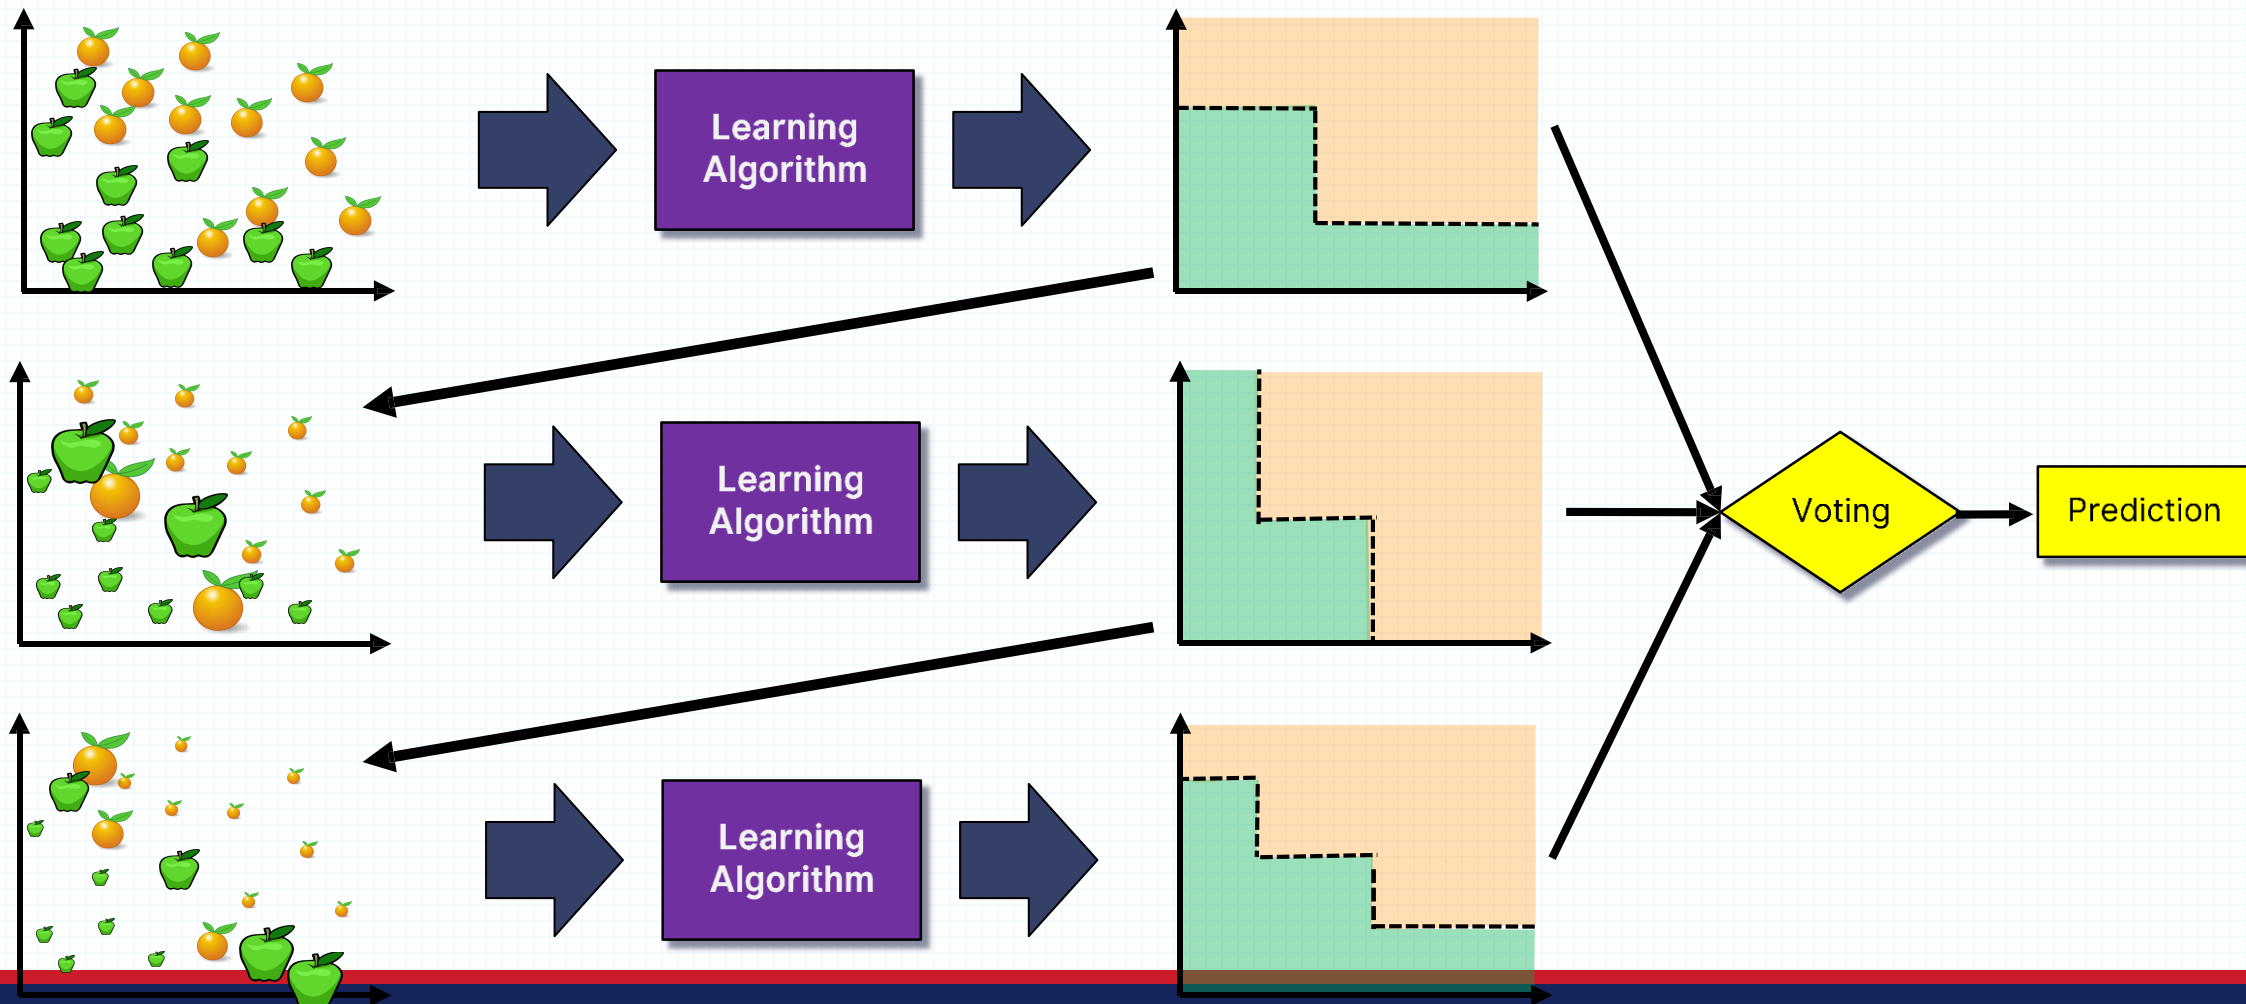 Learning
Algorithm
Learning
Algorithm
Voting
Prediction
Learning
Algorithm